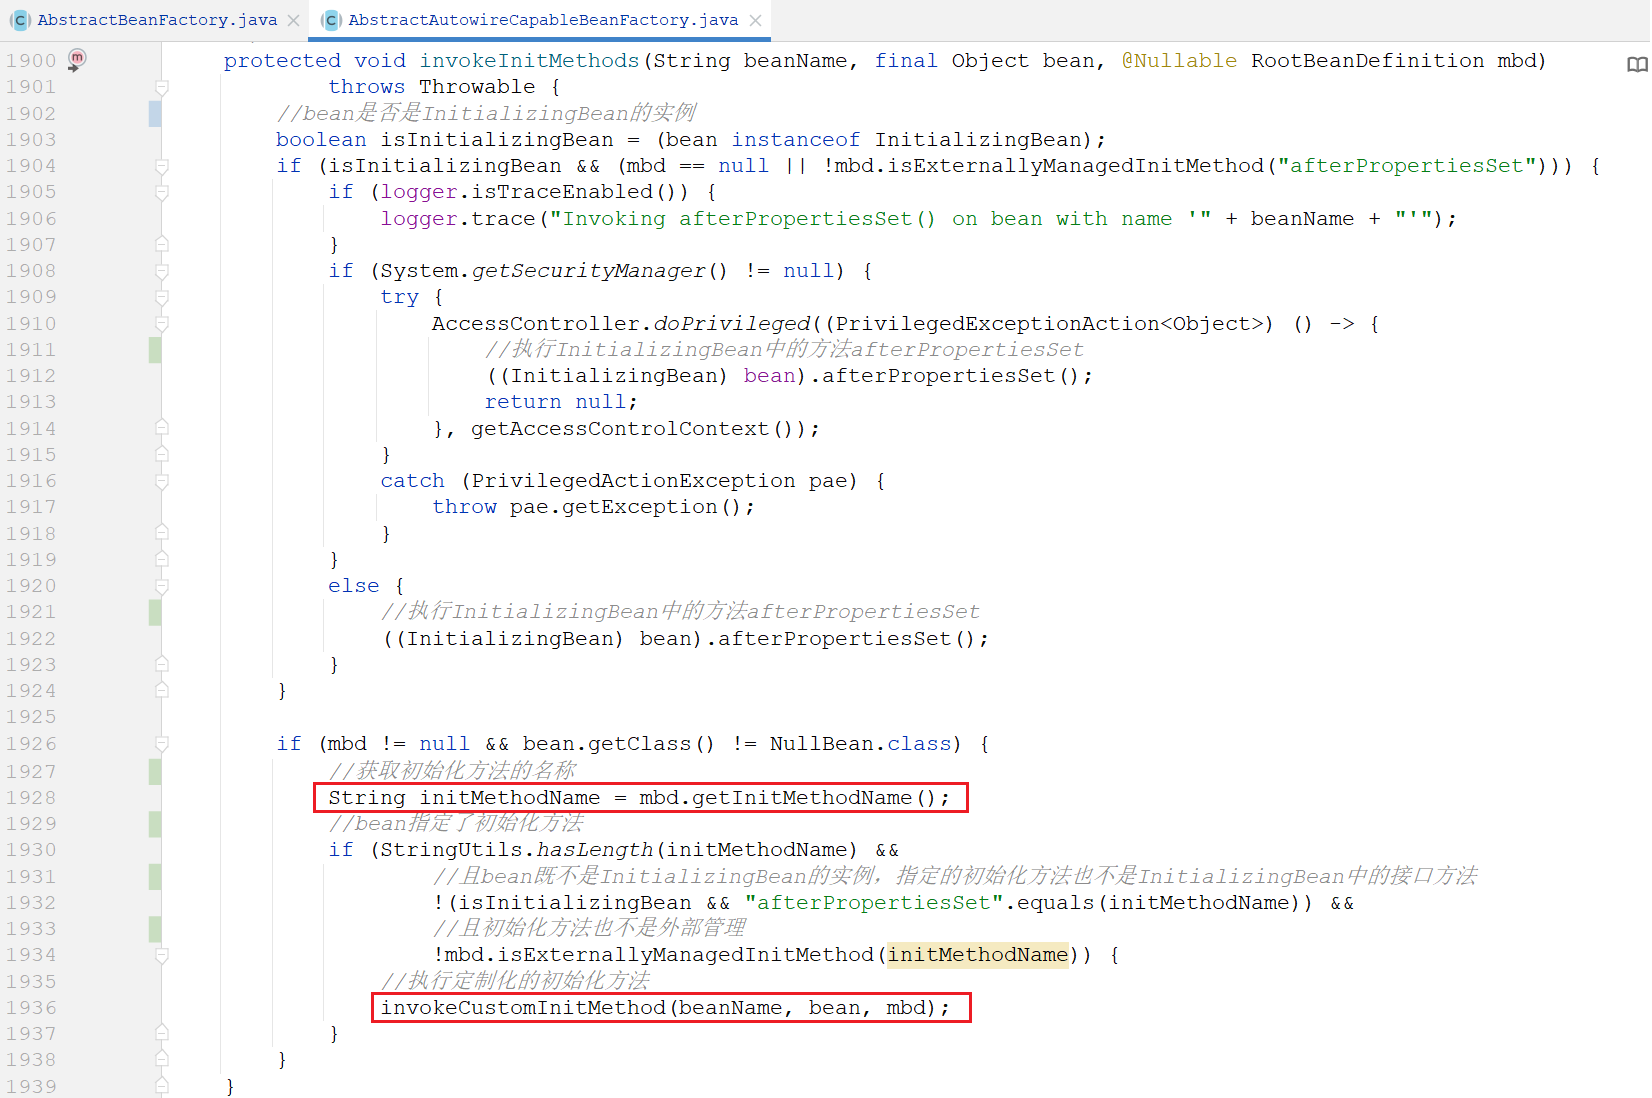 AbstractBeanFactory.java AbstractAutowireCapableBeanFactory.java
1900 protected void invokeInitMethods(String beanName, final Object bean, @Nullable RootBeanDefinition mbd)
1901 throws Throwable {
1902 //bean是否是InitializingBean的实例
1903 boolean isInitializingBean = (bean instanceof InitializingBean);
1904 if (isInitializingBean && (mbd == null || !mbd.isExternallyManagedInitMethod("afterPropertiesSet"))) {
1905 if (logger.isTraceEnabled()) {
1906 logger.trace("Invoking afterPropertiesSet() on bean with name '" + beanName + "'");
1907 }
1908 if (System.getSecurityManager() != null) {
1909 try {
1910 AccessController.doPrivileged((PrivilegedExceptionAction<Object>) () -> {
1911 //执行InitializingBean中的方法afterPropertiesSet
1912 ((InitializingBean) bean).afterPropertiesSet();
1913 return null;
1914 }, getAccessControlContext());
1915 }
1916 catch (PrivilegedActionException pae) {
1917 throw pae.getException();
1918 }
1919 }
1920 else {
1921 //执行InitializingBean中的方法afterPropertiesSet
1922 ((InitializingBean) bean).afterPropertiesSet();
1923 }
1924 }
1925
1926 if (mbd != null && bean.getClass() != NullBean.class) {
1927 //获取初始化方法的名称
1928 String initMethodName = mbd.getInitMethodName();
1929 //bean指定了初始化方法
1930 if (StringUtils.hasLength(initMethodName) &&
1931 //且bean既不是InitializingBean的实例，指定的初始化方法也不是InitializingBean中的接口方法
1932 !(isInitializingBean && "afterPropertiesSet".equals(initMethodName)) &&
1933 //且初始化方法也不是外部管理
1934 !mbd.isExternallyManagedInitMethod(initMethodName)) {
1935 //执行定制化的初始化方法
1936 invokeCustomInitMethod(beanName, bean, mbd);
1937 }
1938 }
1939 }